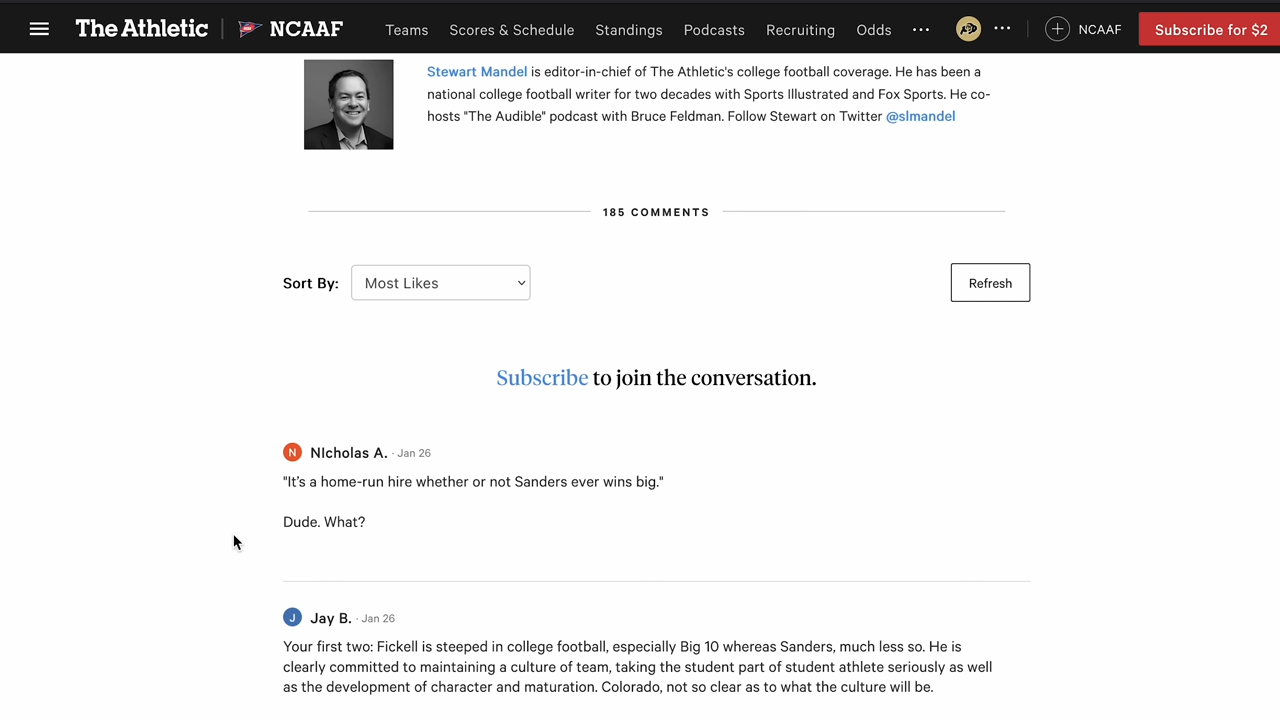 The Athletic NCAAF Teams Scores & Schedule Standings Podcasts Recruiting Odds ••• ••• NCAAF Subscribe for $2
Stewart Mandel is editor-in-chief of The Athletic's college football coverage. He has been a
national college football writer for two decades with Sports Illustrated and Fox Sports. He co-
hosts "The Audible" podcast with Bruce Feldman. Follow Stewart on Twitter @slmandel
185 COMMENTS
Sort By: Most Likes Refresh
Subscribe to join the conversation.
N NIcholas A. · Jan 26
"It’s a home-run hire whether or not Sanders ever wins big."
Dude. What?
J Jay B. · Jan 26
Your first two: Fickell is steeped in college football, especially Big 10 whereas Sanders, much less so. He is
clearly committed to maintaining a culture of team, taking the student part of student athlete seriously as well
as the development of character and maturation. Colorado, not so clear as to what the culture will be.